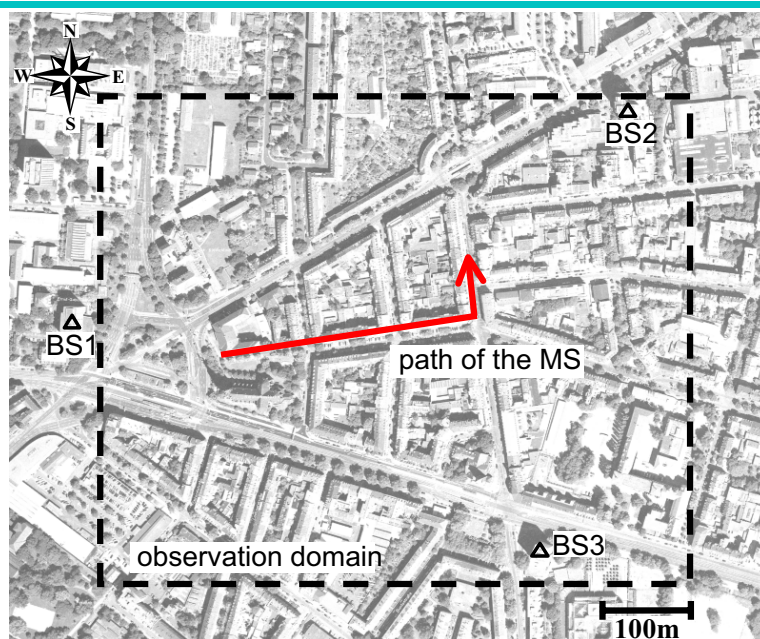 N
W E
S
BS2
BS1
path of the MS
BS3
observation domain
100m